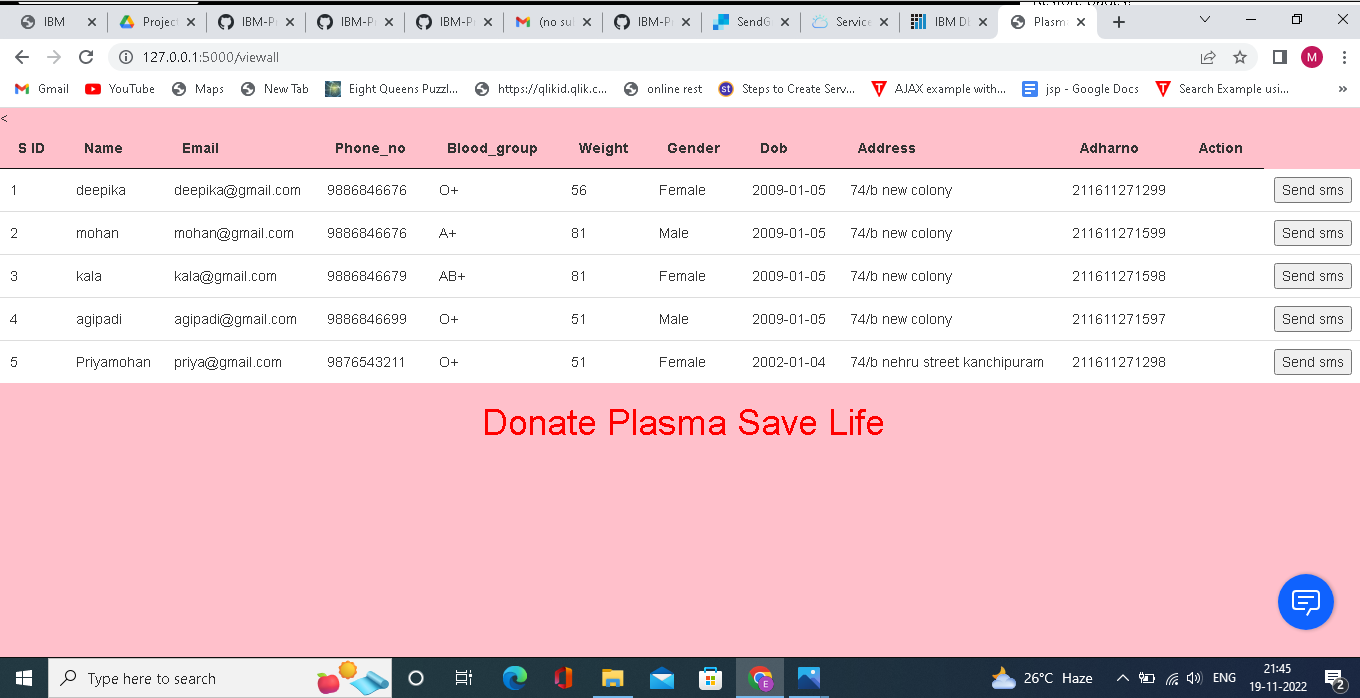 IBM Project IBM-P IBM-P IBM-P (no su IBM-P SendG Service IBM D Plasm
127.0.0.1:5000/viewall M
Gmail YouTube Maps New Tab Eight Queens Puzzl... https://qlikid.qlik.c... online rest st Steps to Create Serv... AJAX example with... jsp - Google Docs Search Example usi... »
<
S ID Name Email Phone_no Blood_group Weight Gender Dob Address Adharno Action
1 deepika deepika@gmail.com 9886846676 O+ 56 Female 2009-01-05 74/b new colony 211611271299 Send sms
2 mohan mohan@gmail.com 9886846676 A+ 81 Male 2009-01-05 74/b new colony 211611271599 Send sms
3 kala kala@gmail.com 9886846679 AB+ 81 Female 2009-01-05 74/b new colony 211611271598 Send sms
4 agipadi agipadi@gmail.com 9886846699 O+ 51 Male 2009-01-05 74/b new colony 211611271597 Send sms
5 Priyamohan priya@gmail.com 9876543211 O+ 51 Female 2002-01-04 74/b nehru street kanchipuram 211611271298 Send sms
Donate Plasma Save Life
Type here to search E 26°C Haze ENG 21:45
19-11-2022 2